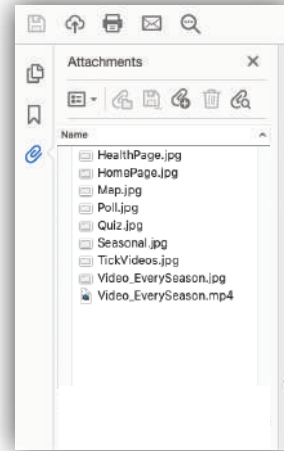 Attachments
Name
HealthPage.jpg
HomePage.jpg
Map.jpg
Poll.jpg
Quiz.jpg
Seasonal.jpg
TickVideos.jpg
Video_EverySeason.jpg
Video_EverySeason.mp4